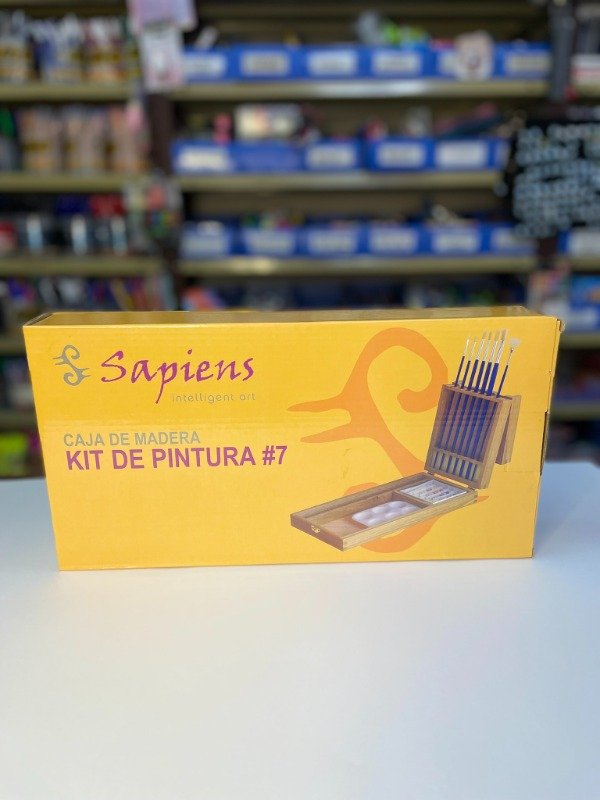 Sapiens
intelligent art
CAJA DE MADERA
KIT DE PINTURA #7